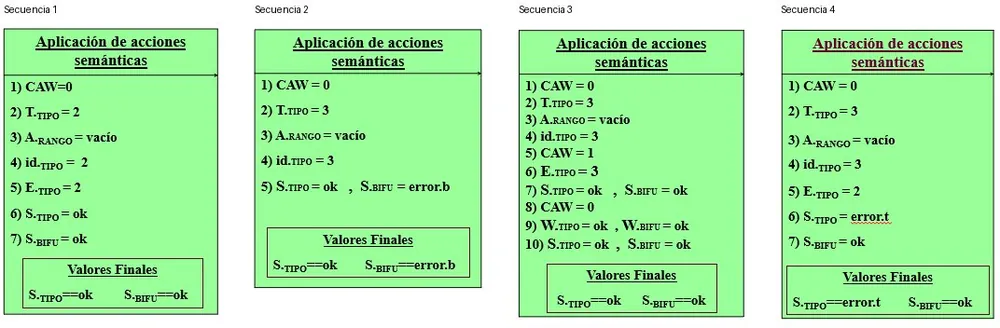 Secuencia 1
Aplicación de acciones
semánticas
1) CAW=0
2) T.TIPO = 2
3) A.RANGO = vacío
4) id.TIPO = 2
5) E.TIPO = 2
6) S.TIPO = ok
7) S.BIFU = ok
Valores Finales
S.TIPO==ok S.BIFU==ok
Secuencia 2
Aplicación de acciones
semánticas
1) CAW = 0
2) T.TIPO = 3
3) A.RANGO = vacío
4) id.TIPO = 3
5) S.TIPO = ok , S.BIFU = error.b
Valores Finales
S.TIPO==ok S.BIFU==error.b
Secuencia 3
Aplicación de acciones
semánticas
1) CAW = 0
2) T.TIPO = 3
3) A.RANGO = vacío
4) id.TIPO = 3
5) CAW = 1
6) E.TIPO = 3
7) S.TIPO = ok , S.BIFU = ok
8) CAW = 0
9) W.TIPO = ok , W.BIFU = ok
10) S.TIPO = ok , S.BIFU = ok
Valores Finales
S.TIPO==ok S.BIFU==ok
Secuencia 4
Aplicación de acciones
semánticas
1) CAW = 0
2) T.TIPO = 3
3) A.RANGO = vacío
4) id.TIPO = 3
5) E.TIPO = 2
6) S.TIPO = error.t
7) S.BIFU = ok
Valores Finales
S.TIPO==error.t S.BIFU==ok